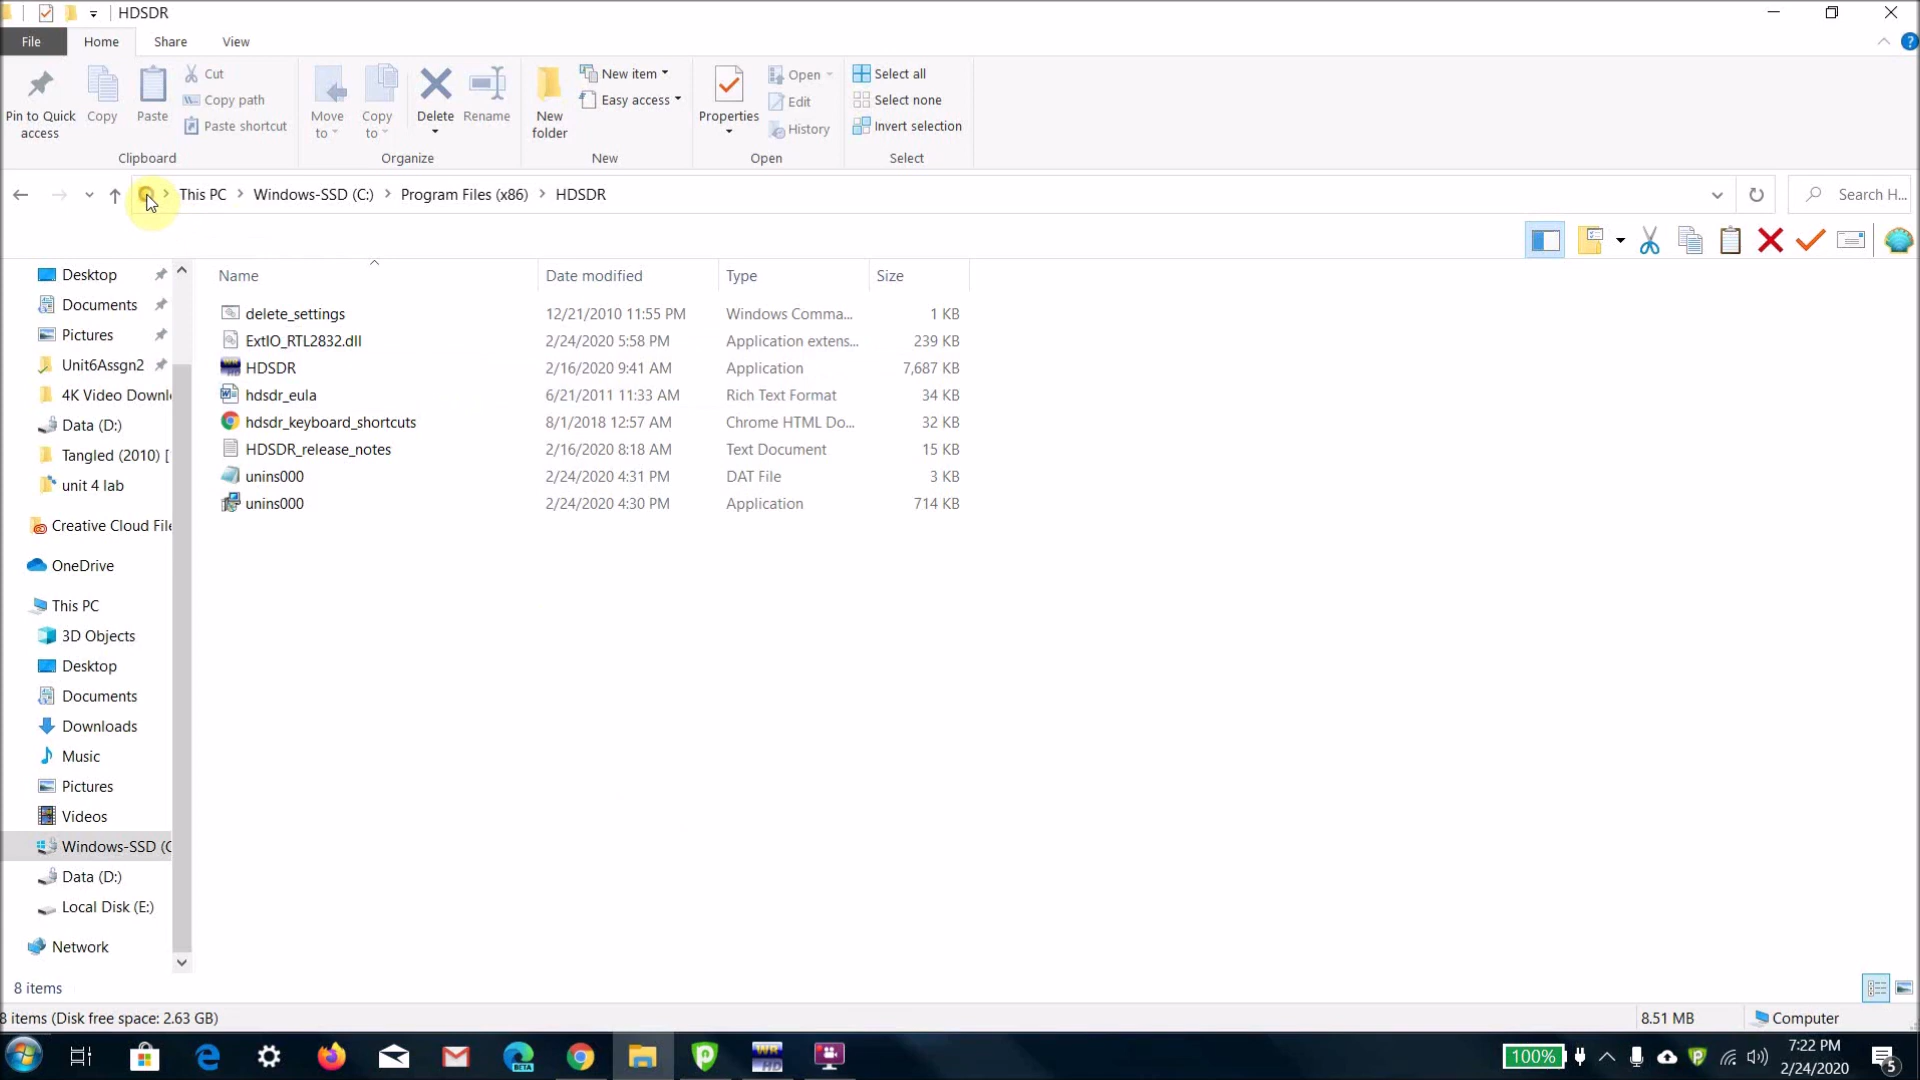 HDSDR
File Home Share View
Pin to Quick access
Copy
Paste
Cut
Copy path
Paste shortcut
Clipboard
Move to
Copy to
Delete
Rename
Organize
New folder
New item
Easy access
New
Properties
Open
Edit
History
Open
Select all
Select none
Invert selection
Select
This PC > Windows-SSD (C:) > Program Files (x86) > HDSDR
Search H...
Name Date modified Type Size
delete_settings 12/21/2010 11:55 PM Windows Comma... 1 KB
ExtIO_RTL2832.dll 2/24/2020 5:58 PM Application extens... 239 KB
HDSDR 2/16/2020 9:41 AM Application 7,687 KB
hdsdr_eula 6/21/2011 11:33 AM Rich Text Format 34 KB
hdsdr_keyboard_shortcuts 8/1/2018 12:57 AM Chrome HTML Do... 32 KB
HDSDR_release_notes 2/16/2020 8:18 AM Text Document 15 KB
unins000 2/24/2020 4:31 PM DAT File 3 KB
unins000 2/24/2020 4:30 PM Application 714 KB
Desktop
Documents
Pictures
Unit6Assgn2
4K Video Downl
Data (D:)
Tangled (2010) [
unit 4 lab
Creative Cloud File
OneDrive
This PC
3D Objects
Desktop
Documents
Downloads
Music
Pictures
Videos
Windows-SSD (C
Data (D:)
Local Disk (E:)
Network
8 items
8 items (Disk free space: 2.63 GB)
8.51 MB
Computer
BETA
WR
HD
100%
7:22 PM
2/24/2020
5